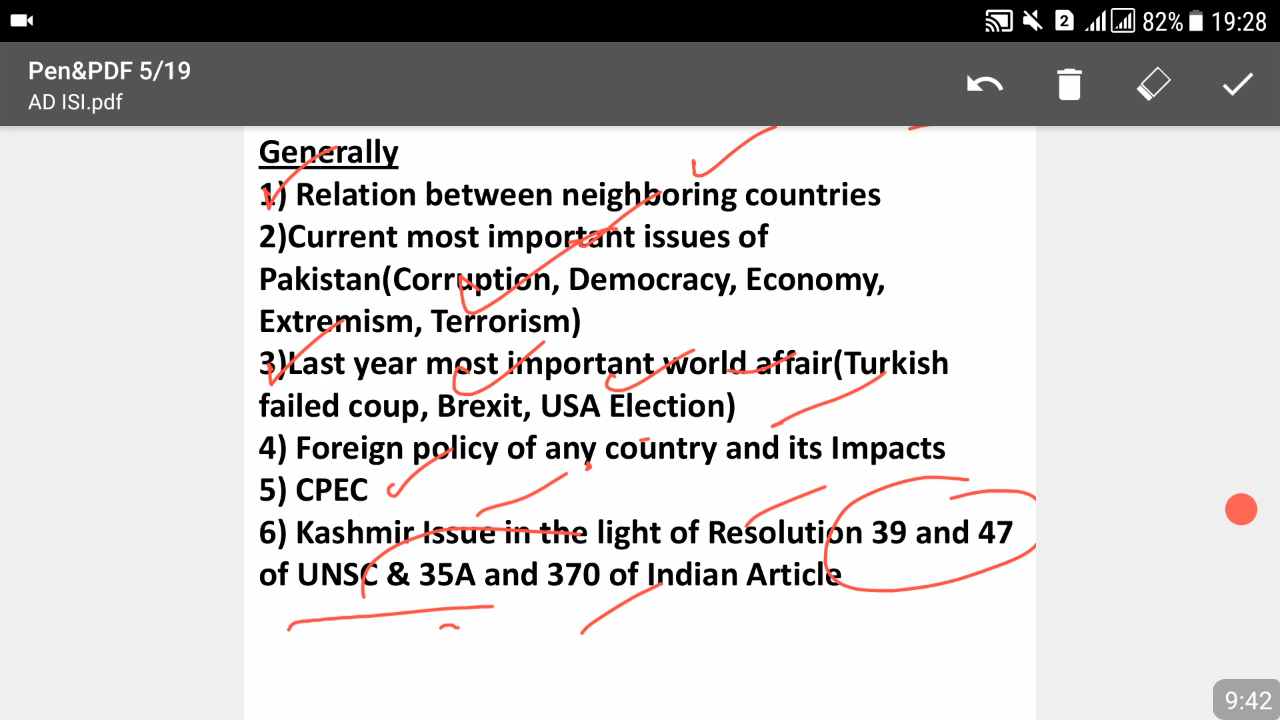 2 82% 19:28
Pen&PDF 5/19
AD ISI.pdf
Generally
1) Relation between neighboring countries
2)Current most important issues of
Pakistan(Corruption, Democracy, Economy,
Extremism, Terrorism)
3)Last year most important world affair(Turkish
failed coup, Brexit, USA Election)
4) Foreign policy of any country and its Impacts
5) CPEC
6) Kashmir Issue in the light of Resolution 39 and 47
of UNSC & 35A and 370 of Indian Article
9:42